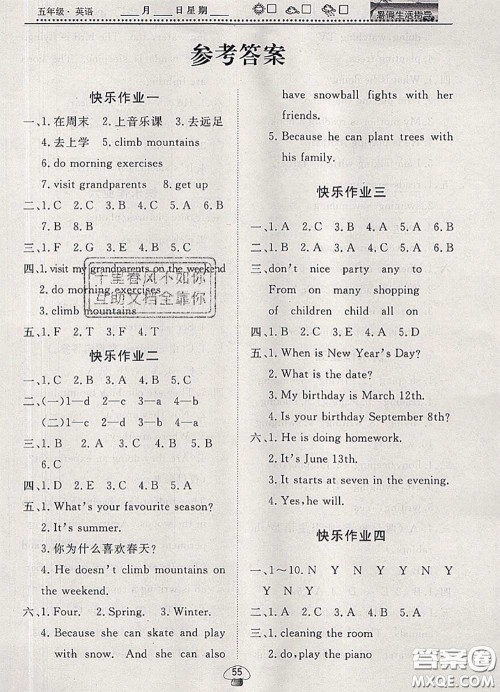 五年级·英语 ___月___日星期___
暑假生活指导
参考答案
快乐作业一
一、1.在周末 2.上音乐课 3.去远足
4.去上学 5.climb mountains
6.do morning exercises
7.visit grandparents 8.get up
二、1.C 2.B 3.C 4.A 5.C 6.B
7.B 8.B
三、1.F 2.G 3.E 4.C 5.A
四、1.visit my grandparents on the weekend
2.do morning exercises
3.climb mountains
千里春风不如你
互助文档全靠你
五、1.F 2.T 3.F 4.T
快乐作业二
一、1.C 2.B 3.A 4.A 5.C
二、(一)1—d 2—c 3—a 4—b
(二)1—c 2—d 3—b 4—a
三、1.B 2.C 3.A 4.B 5.A
6.C
四、1.D 2.A 3.E 4.B 5.C
五、1.What's your favourite season?
2.It's summer.
3.你为什么喜欢春天?
4.He doesn't climb mountains on
the weekend.
六、1.Four. 2.Spring. 3.Winter.
4.Because she can skate and play
with snow. And she can also
have snowball fights with her
friends.
5.Because he can plant trees with
his family.
快乐作业三
一、1.D 2.C 3.E 4.B 5.A
二、1.B 2.A 3.A 4.A 5.A 6.B
三、don't nice party any to
From on many shopping
of children child all on
四、1.B 2.A 3.C 4.B 5.A 6.B
五、1.When is New Year's Day?
2.What is the date?
3.My birthday is March 12th.
4.Is your birthday September 8th?
六、1.He is doing homework.
2.It's June 13th.
3.It starts at seven in the evening.
4.Yes, he will.
快乐作业四
一、1~10. Y N Y N Y
N Y N Y Y
三、1.cleaning the room
2.do, play the piano
55
答案圈
MXQE.COM